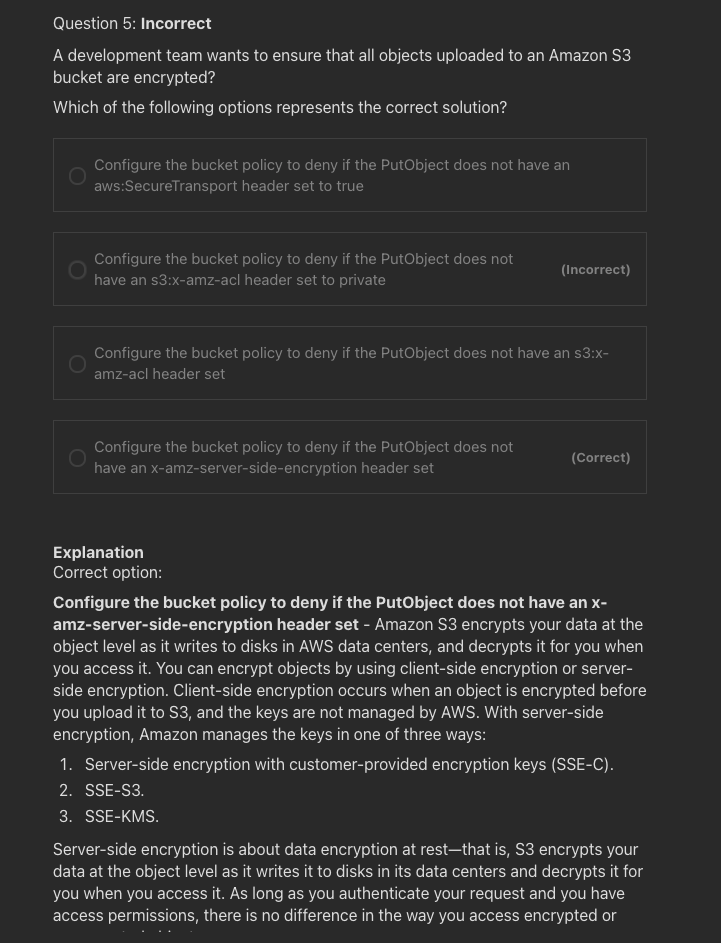 Question 5: Incorrect
A development team wants to ensure that all objects uploaded to an Amazon S3
bucket are encrypted?
Which of the following options represents the correct solution?
Configure the bucket policy to deny if the PutObject does not have an
aws:SecureTransport header set to true
Configure the bucket policy to deny if the PutObject does not
have an s3:x-amz-acl header set to private
(Incorrect)
Configure the bucket policy to deny if the PutObject does not have an s3:x-
amz-acl header set
Configure the bucket policy to deny if the PutObject does not
have an x-amz-server-side-encryption header set
(Correct)
Explanation
Correct option:
Configure the bucket policy to deny if the PutObject does not have an x-
amz-server-side-encryption header set - Amazon S3 encrypts your data at the
object level as it writes to disks in AWS data centers, and decrypts it for you when
you access it. You can encrypt objects by using client-side encryption or server-
side encryption. Client-side encryption occurs when an object is encrypted before
you upload it to S3, and the keys are not managed by AWS. With server-side
encryption, Amazon manages the keys in one of three ways:
1. Server-side encryption with customer-provided encryption keys (SSE-C).
2. SSE-S3.
3. SSE-KMS.
Server-side encryption is about data encryption at rest—that is, S3 encrypts your
data at the object level as it writes it to disks in its data centers and decrypts it for
you when you access it. As long as you authenticate your request and you have
access permissions, there is no difference in the way you access encrypted or